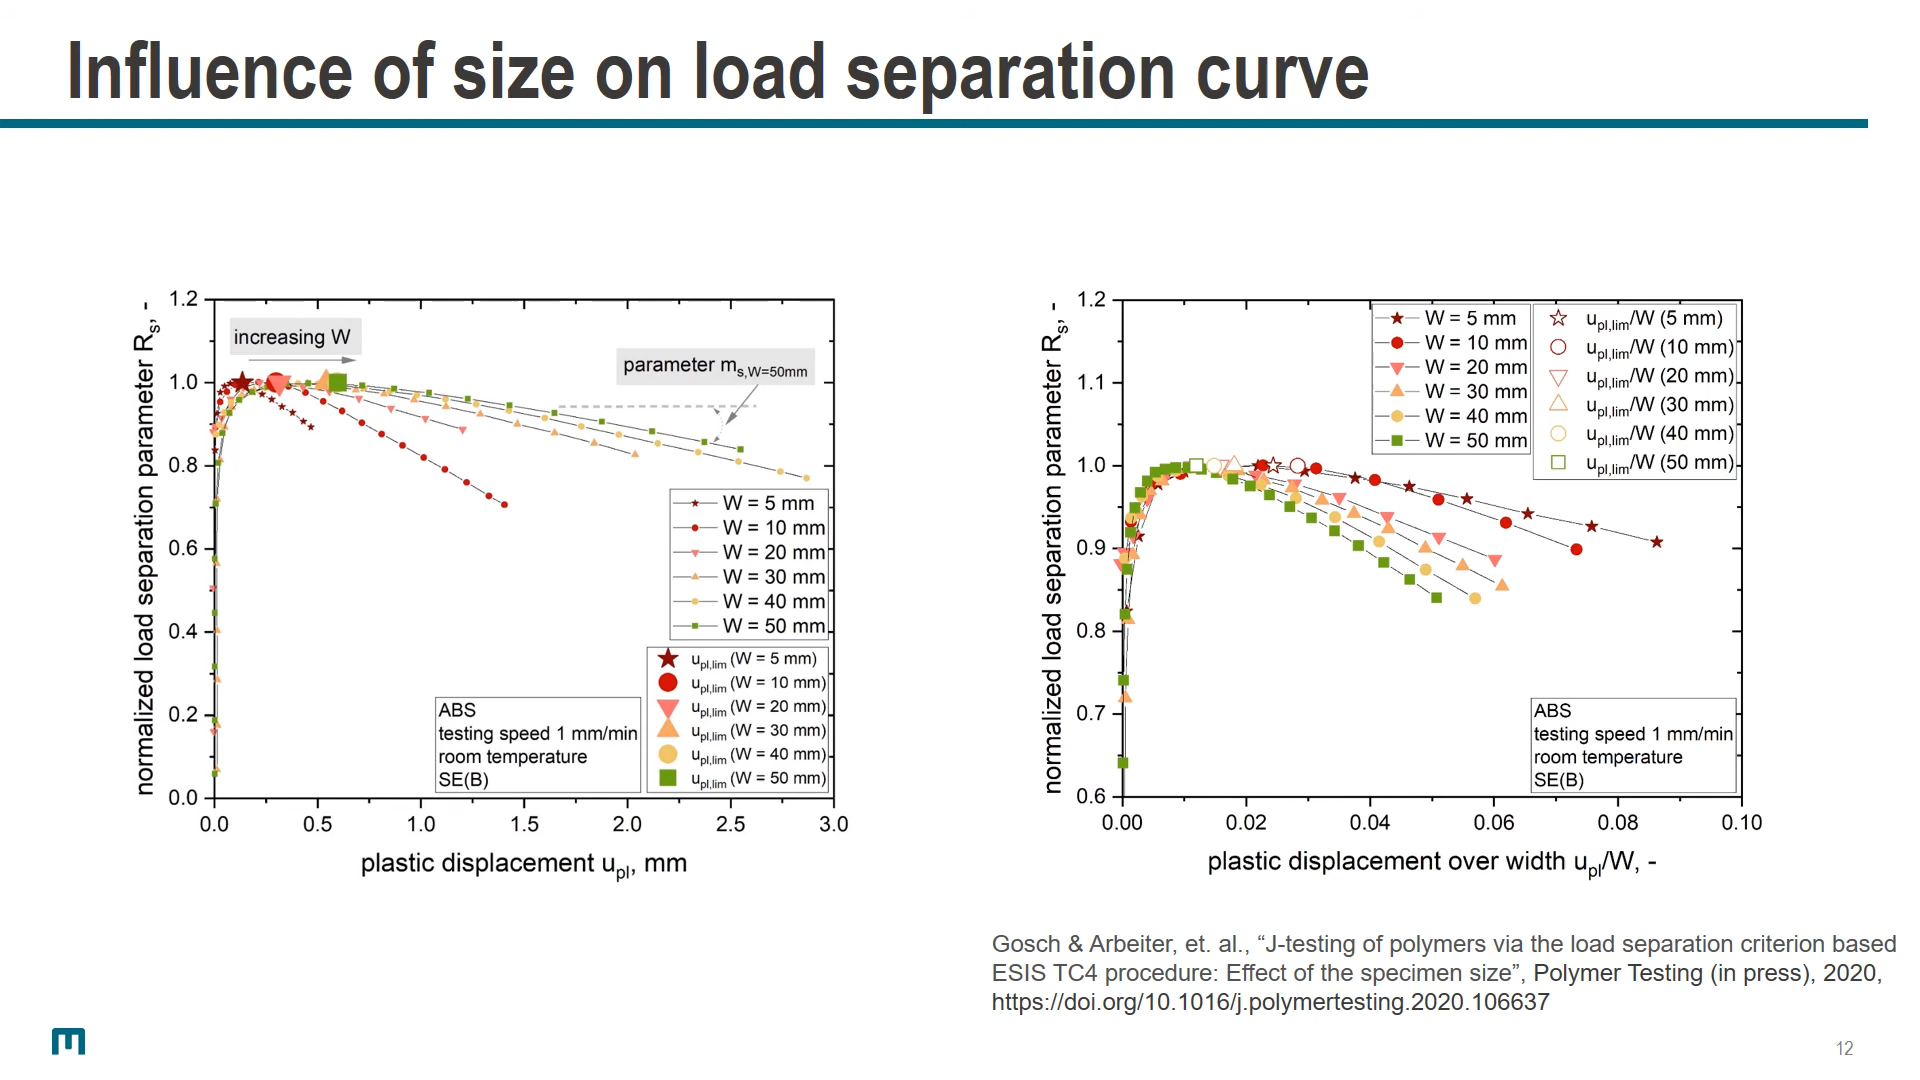 Influence of size on load separation curve
normalized load separation parameter Rs, -
1.2
1.0
0.8
0.6
0.4
0.2
0.0
increasing W
parameter ms,W=50mm
W = 5 mm
W = 10 mm
W = 20 mm
W = 30 mm
W = 40 mm
W = 50 mm
upl,lim (W = 5 mm)
upl,lim (W = 10 mm)
upl,lim (W = 20 mm)
upl,lim (W = 30 mm)
upl,lim (W = 40 mm)
upl,lim (W = 50 mm)
ABS
testing speed 1 mm/min
room temperature
SE(B)
0.0 0.5 1.0 1.5 2.0 2.5 3.0
plastic displacement upl, mm
normalized load separation parameter Rs, -
1.2
1.1
1.0
0.9
0.8
0.7
0.6
W = 5 mm
W = 10 mm
W = 20 mm
W = 30 mm
W = 40 mm
W = 50 mm
upl,lim/W (5 mm)
upl,lim/W (10 mm)
upl,lim/W (20 mm)
upl,lim/W (30 mm)
upl,lim/W (40 mm)
upl,lim/W (50 mm)
ABS
testing speed 1 mm/min
room temperature
SE(B)
0.00 0.02 0.04 0.06 0.08 0.10
plastic displacement over width upl/W, -
Gosch & Arbeiter, et. al., “J-testing of polymers via the load separation criterion based
ESIS TC4 procedure: Effect of the specimen size”, Polymer Testing (in press), 2020,
https://doi.org/10.1016/j.polymertesting.2020.106637
12